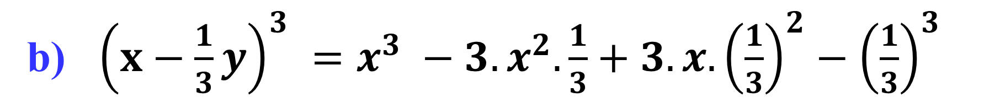 b) (x − 1/3 y)³ = x³ − 3. x². 1/3 + 3. x. (1/3)² − (1/3)³